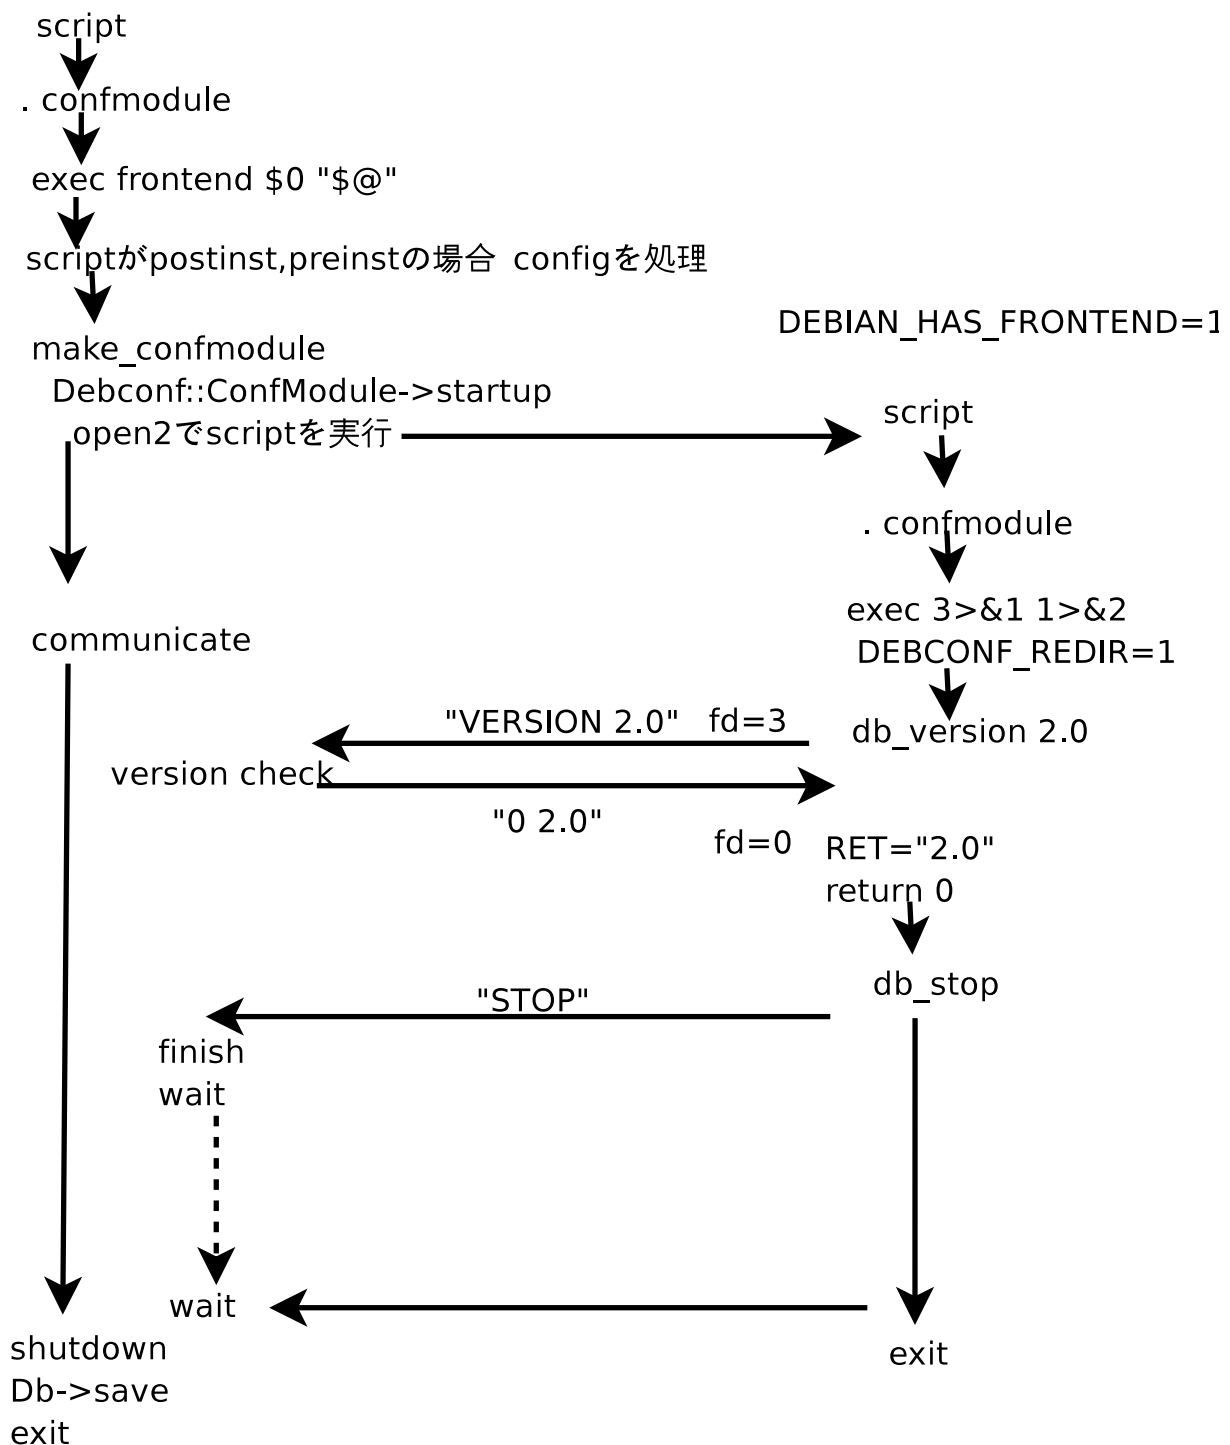 script
. confmodule
exec frontend $0 "$@"
scriptがpostinst,preinstの場合 configを処理
make_confmodule
Debconf::ConfModule->startup
open2でscriptを実行
DEBIAN_HAS_FRONTEND=1
script
. confmodule
exec 3>&1 1>&2
DEBCONF_REDIR=1
communicate
"VERSION 2.0" fd=3
db_version 2.0
version check
"0 2.0"
fd=0
RET="2.0"
return 0
db_stop
"STOP"
finish
wait
wait
exit
shutdown
Db->save
exit